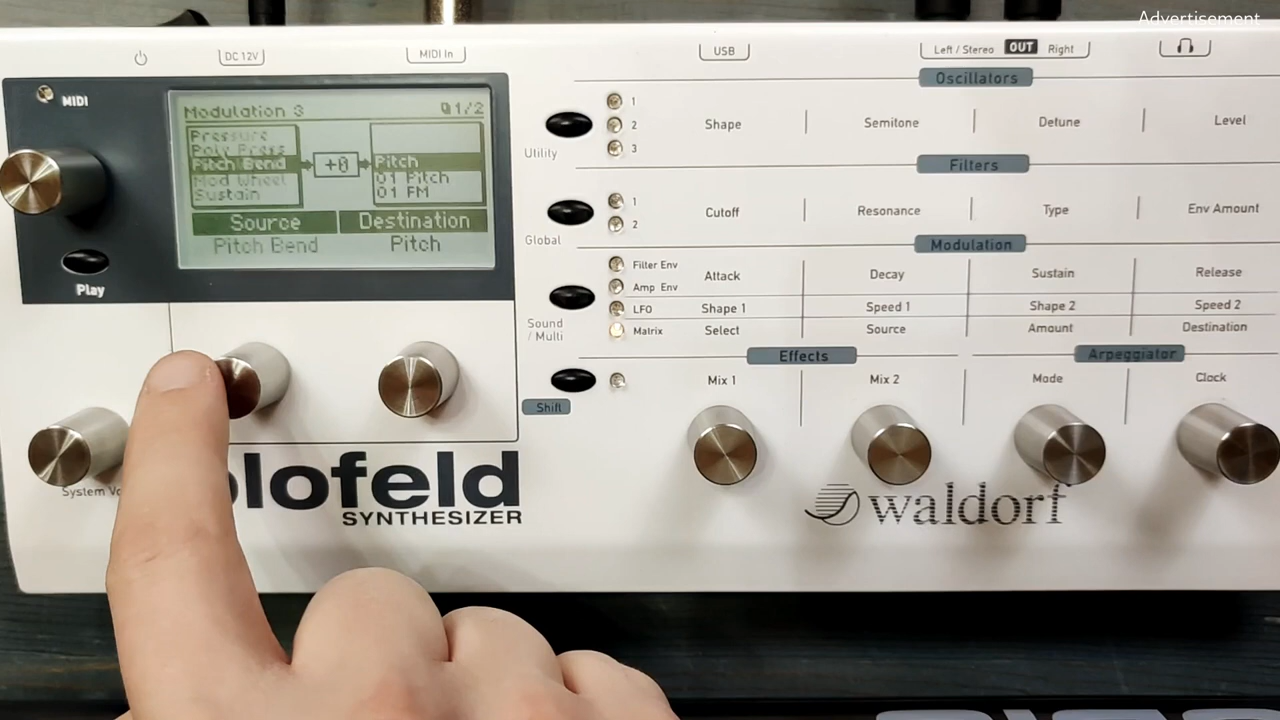 Advertisement
DC 12V
MIDI In
USB
Left / Stereo OUT Right
MIDI
Modulation 3 1/2
Pressure
Poly Press
Pitch Bend
Mod Wheel
Sustain
+0
Pitch
O1 Pitch
O1 FM
Source Destination
Pitch Bend Pitch
Play
System
Oscillators
1
2
3
Utility
Shape Semitone Detune Level
Filters
1
2
Global
Cutoff Resonance Type Env Amount
Modulation
Filter Env
Amp Env
LFO
Matrix
Sound
/ Multi
Attack Decay Sustain Release
Shape 1 Speed 1 Shape 2 Speed 2
Select Source Amount Destination
Effects Arpeggiator
Shift
Mix 1 Mix 2 Mode Clock
lofeld
SYNTHESIZER
waldorf